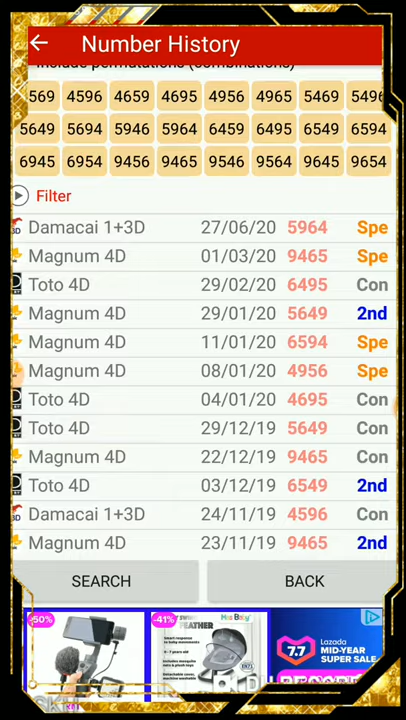 Number History
Include permutations (combinations)
569 4596 4659 4695 4956 4965 5469 5496
5649 5694 5946 5964 6459 6495 6549 6594
6945 6954 9456 9465 9546 9564 9645 9654
Filter
Damacai 1+3D 27/06/20 5964 Spe
Magnum 4D 01/03/20 9465 Spe
Toto 4D 29/02/20 6495 Con
Magnum 4D 29/01/20 5649 2nd
Magnum 4D 11/01/20 6594 Spe
Magnum 4D 08/01/20 4956 Spe
Toto 4D 04/01/20 4695 Con
Toto 4D 29/12/19 5649 Con
Magnum 4D 22/12/19 9465 Con
Toto 4D 03/12/19 6549 2nd
Damacai 1+3D 24/11/19 4596 Con
Magnum 4D 23/11/19 9465 2nd
SEARCH BACK
-50% -41%
FEATHER
Lazada
7.7 MID-YEAR
SUPER SALE